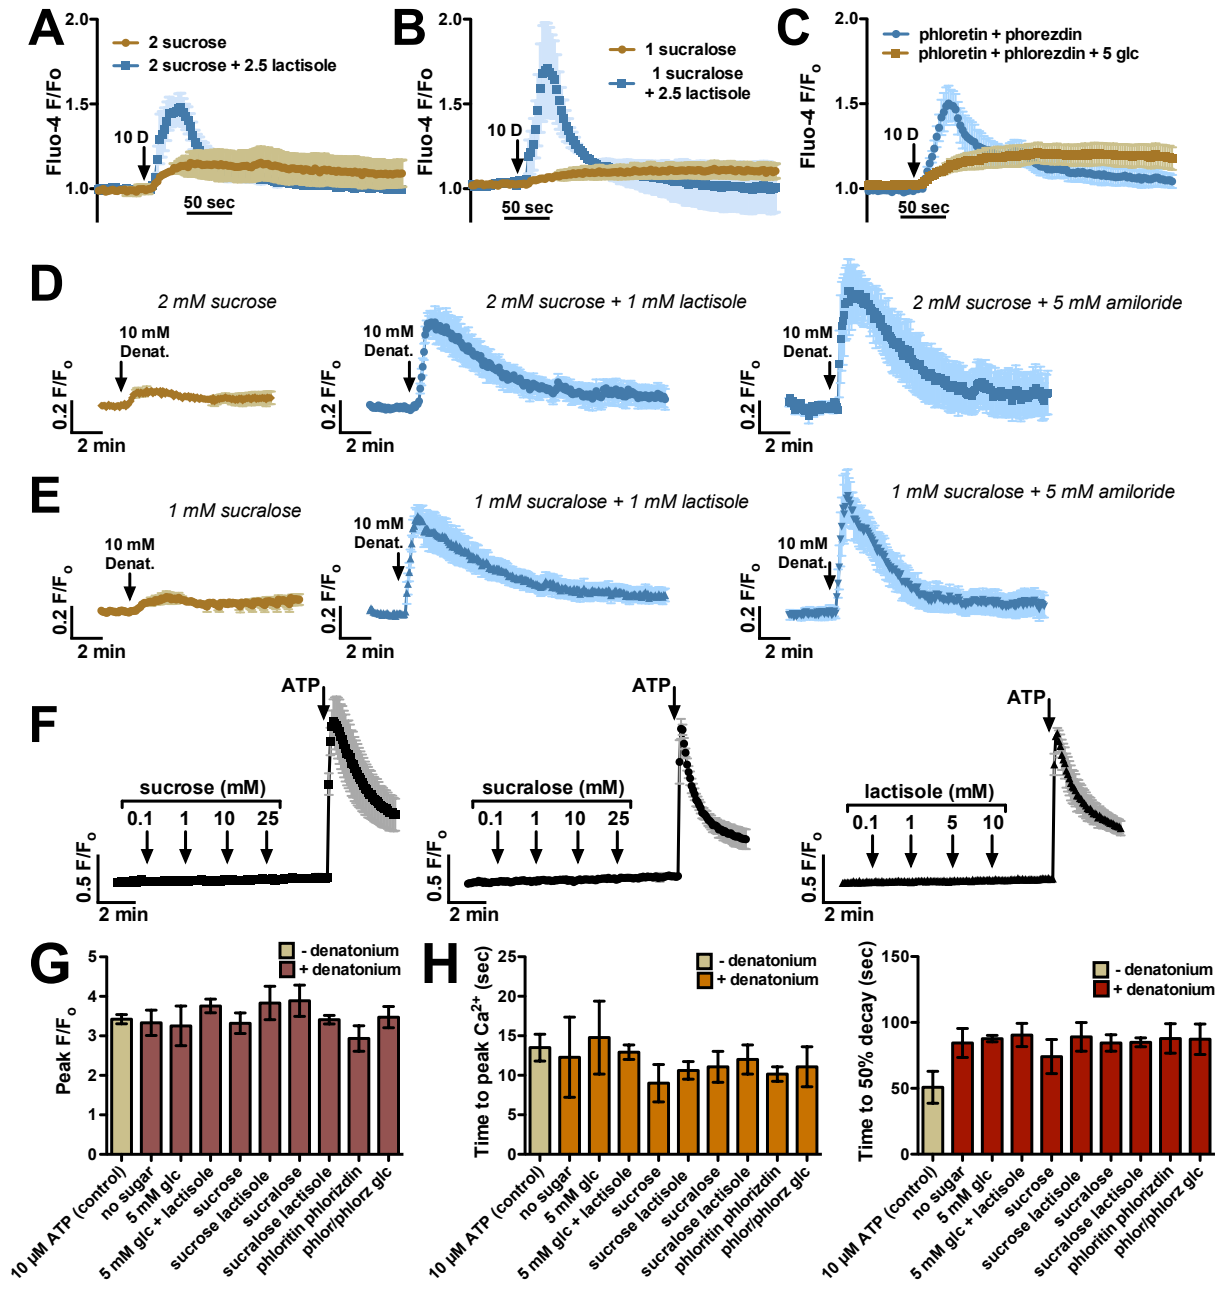 A
2.0
1.5
1.0
Fluo-4 F/Fo
2 sucrose
2 sucrose + 2.5 lactisole
10 D
50 sec
B
2.0
1.5
1.0
Fluo-4 F/Fo
1 sucralose
1 sucralose
+ 2.5 lactisole
10 D
50 sec
C
2.0
1.5
1.0
Fluo-4 F/Fo
phloretin + phorezdin
phloretin + phlorezdin + 5 glc
10 D
50 sec
D
2 mM sucrose
10 mM
Denat.
0.2 F/Fo
2 min
2 mM sucrose + 1 mM lactisole
10 mM
Denat.
0.2 F/Fo
2 min
2 mM sucrose + 5 mM amiloride
10 mM
Denat.
0.2 F/Fo
2 min
E
1 mM sucralose
10 mM
Denat.
0.2 F/Fo
2 min
1 mM sucralose + 1 mM lactisole
10 mM
Denat.
0.2 F/Fo
2 min
1 mM sucralose + 5 mM amiloride
10 mM
Denat.
0.2 F/Fo
2 min
F
ATP
sucrose (mM)
0.1 1 10 25
0.5 F/Fo
2 min
ATP
sucralose (mM)
0.1 1 10 25
0.5 F/Fo
2 min
ATP
lactisole (mM)
0.1 1 5 10
0.5 F/Fo
2 min
G
- denatonium
+ denatonium
Peak F/Fo
5
4
3
2
1
0
10 µM ATP (control)
no sugar
5 mM glc
5 mM glc + lactisole
sucrose
sucrose lactisole
sucralose
sucralose lactisole
phloritin phlorizdin
phlor/phlorz glc
H
- denatonium
+ denatonium
Time to peak Ca2+ (sec)
25
20
15
10
5
0
10 µM ATP (control)
no sugar
5 mM glc
5 mM glc + lactisole
sucrose
sucrose lactisole
sucralose
sucralose lactisole
phloritin phlorizdin
phlor/phlorz glc
- denatonium
+ denatonium
Time to 50% decay (sec)
150
100
50
0
10 µM ATP (control)
no sugar
5 mM glc
5 mM glc + lactisole
sucrose
sucrose lactisole
sucralose
sucralose lactisole
phloritin phlorizdin
phlor/phorz glc